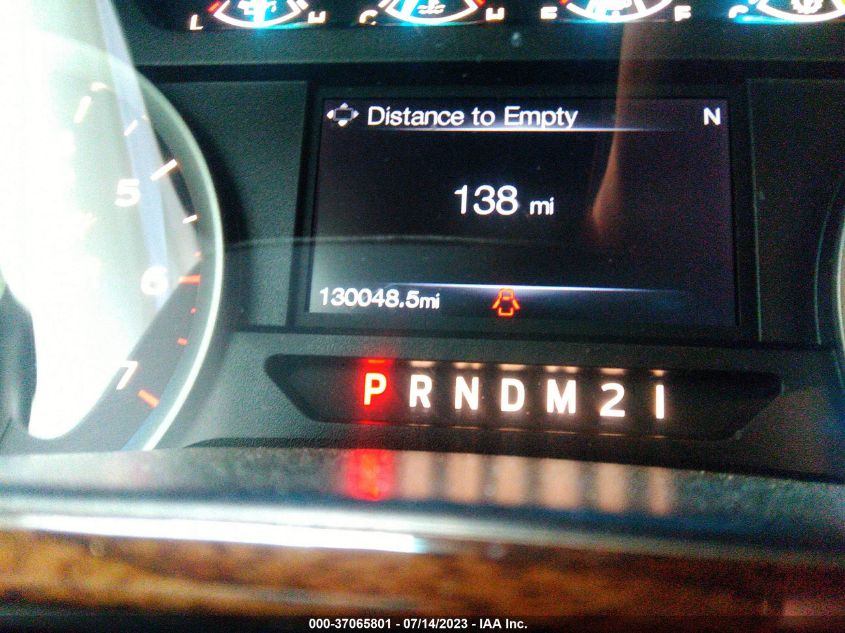 L H C H E F C
Distance to Empty N
138 mi
5
6
130048.5mi
7
P R N D M 2 1
000-37065801 - 07/14/2023 - IAA Inc.